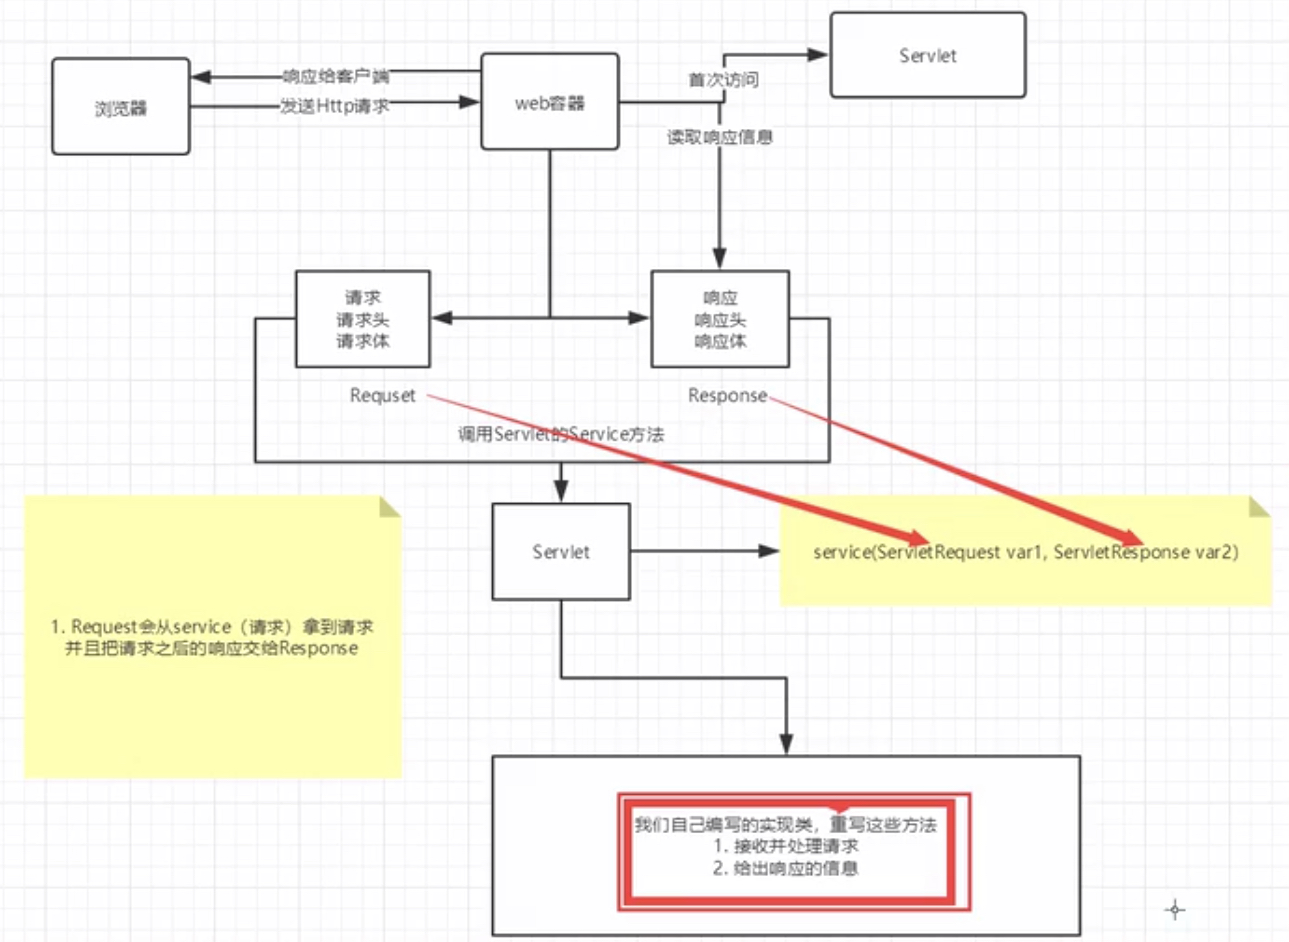 Servlet
响应给客户端
首次访问
浏览器
发送Http请求
web容器
读取响应信息
请求
请求头
请求体
响应
响应头
响应体
Requset
Response
调用Servlet的Service方法
Servlet
service(ServletRequest var1, ServletResponse var2)
1. Request会从service（请求）拿到请求
并且把请求之后的响应交给Response
我们自己编写的实现类，重写这些方法
1. 接收并处理请求
2. 给出响应的信息